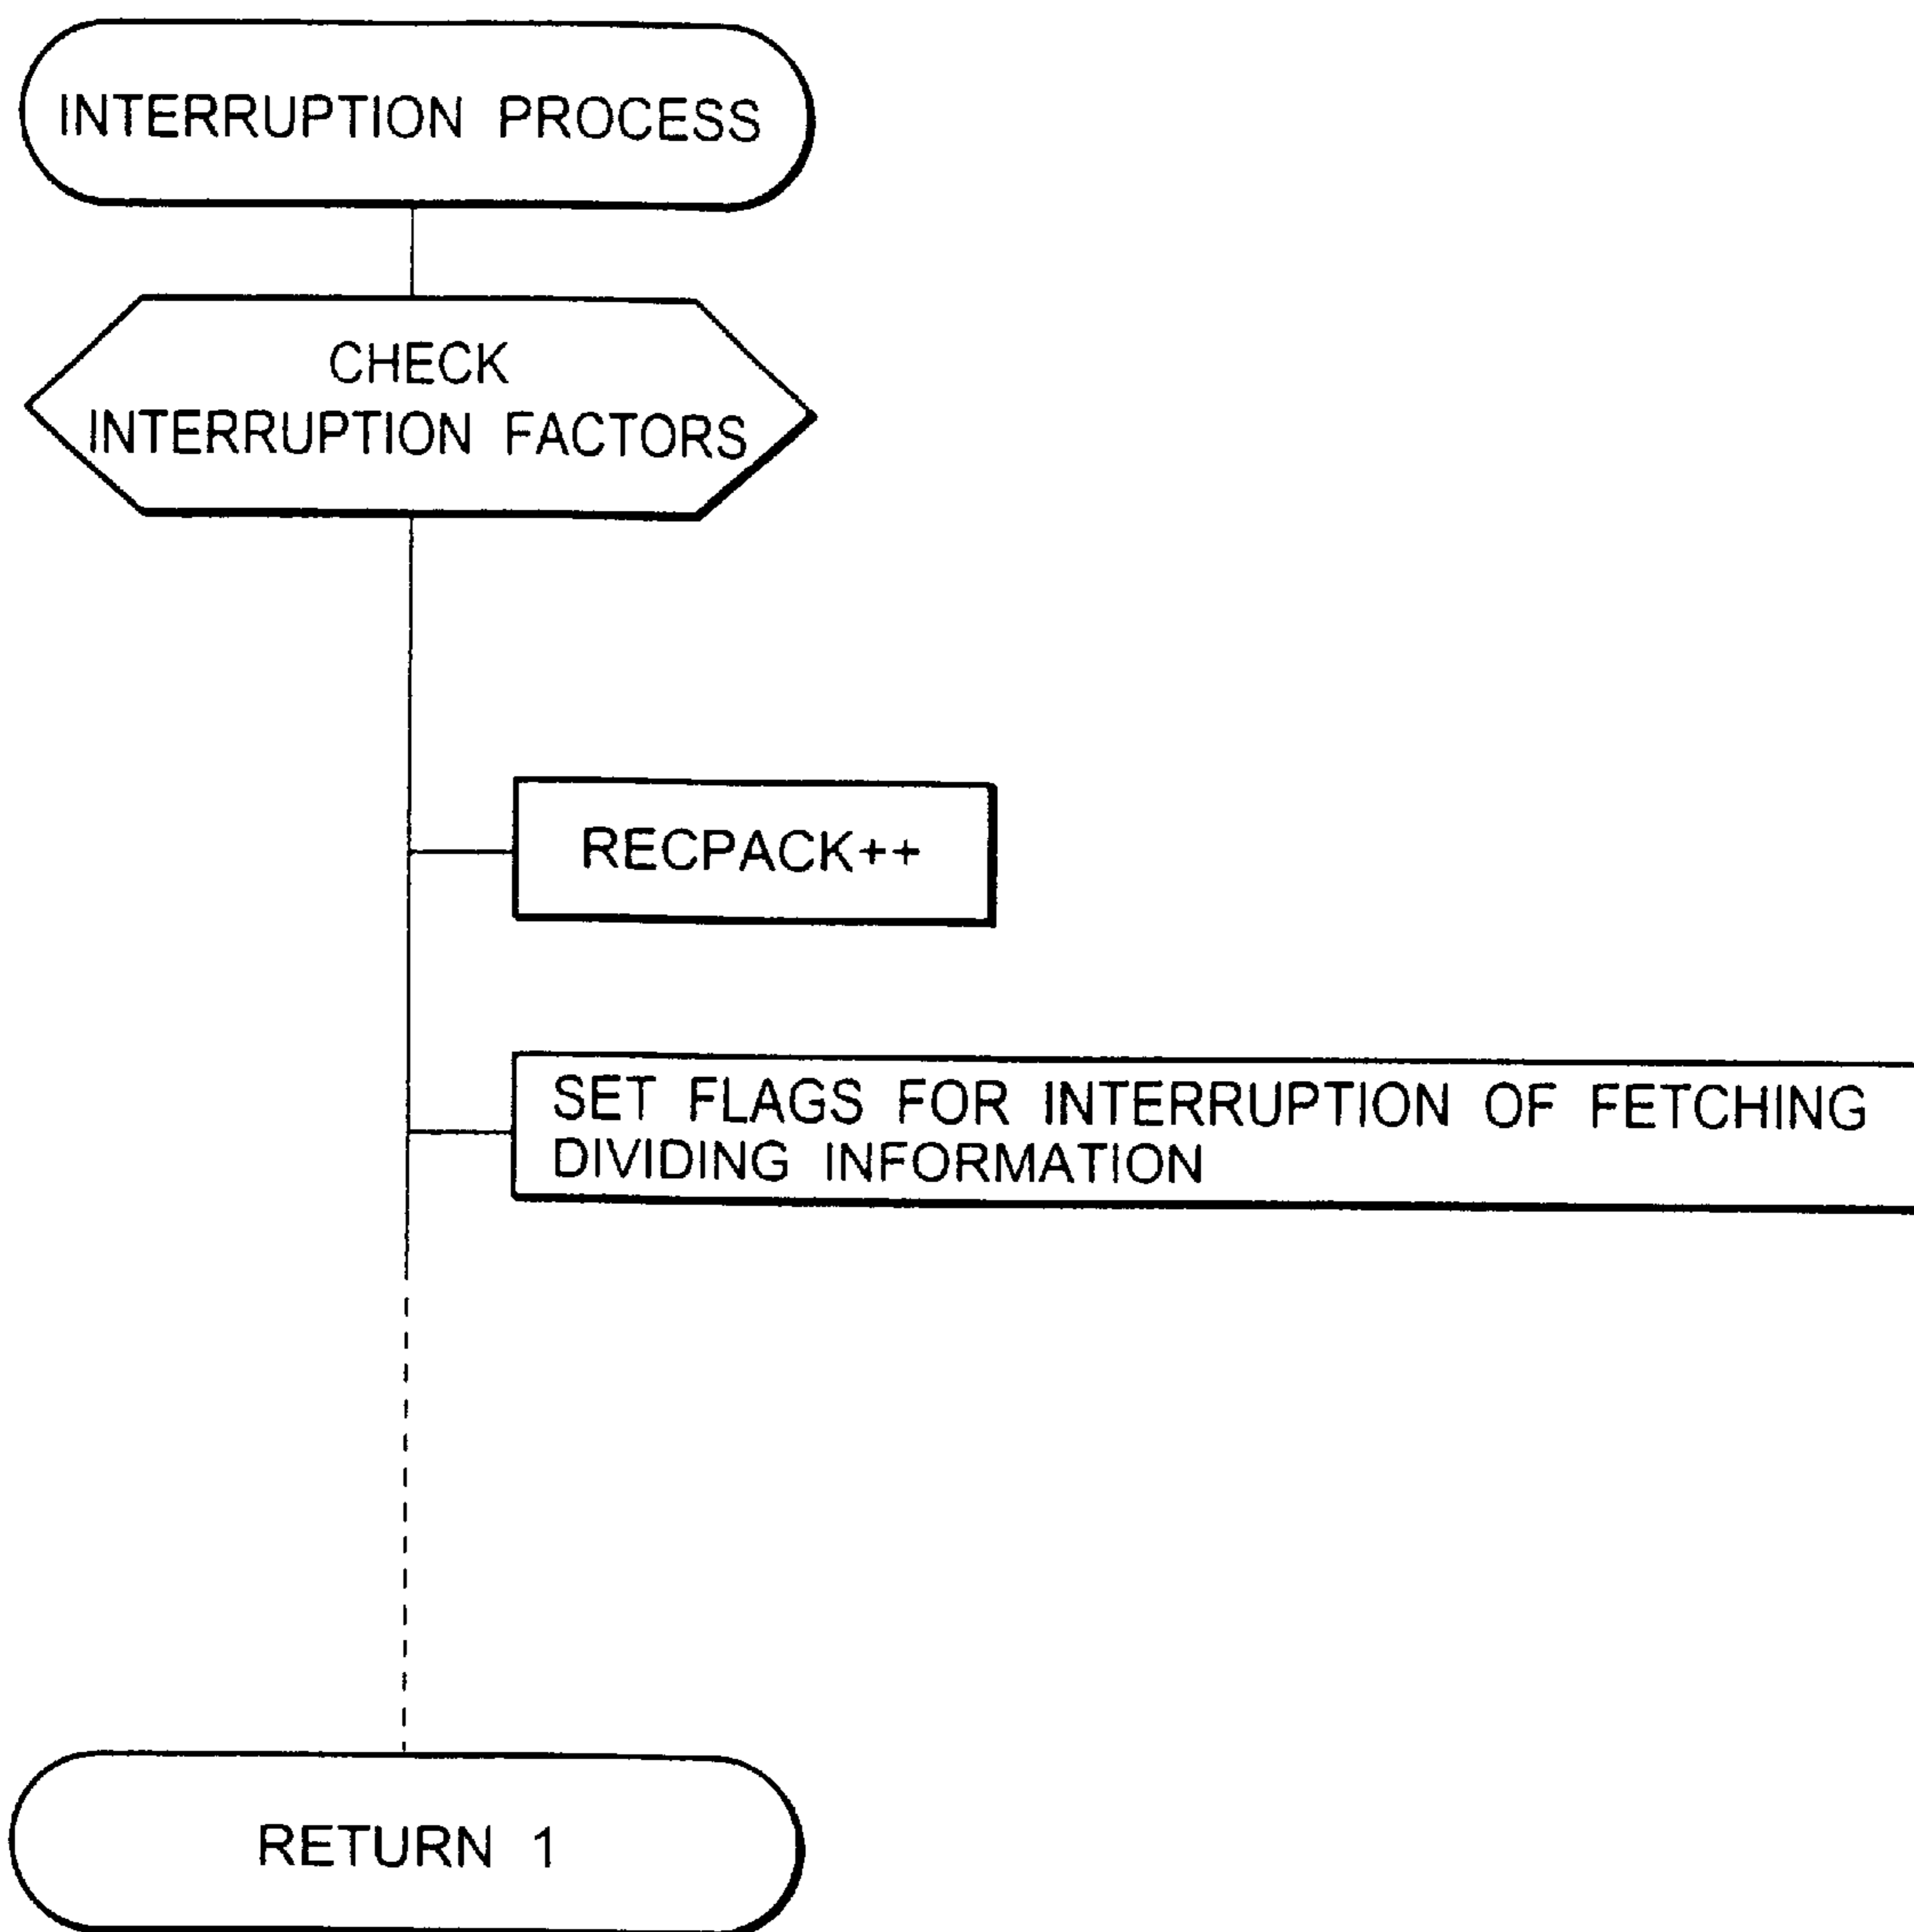 INTERRUPTION PROCESS
CHECK
INTERRUPTION FACTORS
RECPACK++
SET FLAGS FOR INTERRUPTION OF FETCHING
DIVIDING INFORMATION
RETURN 1